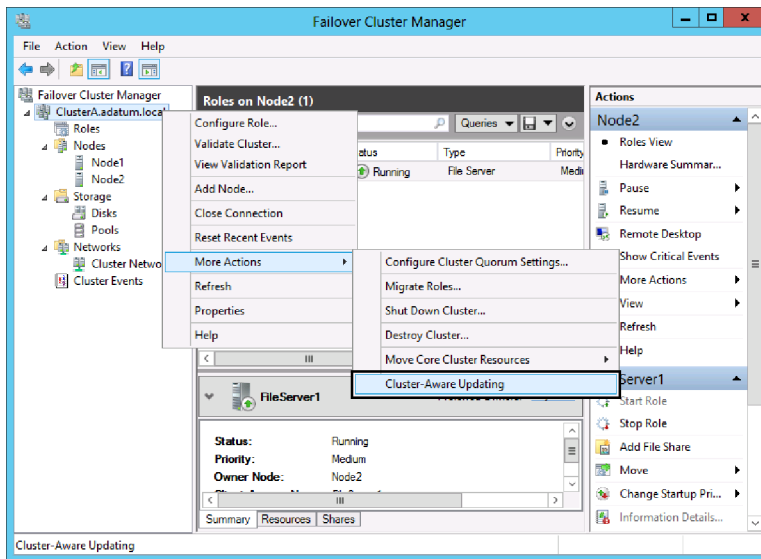 Failover Cluster Manager
File Action View Help
Failover Cluster Manager
ClusterA.adatum.local
Roles
Nodes
Node1
Node2
Storage
Disks
Pools
Networks
Cluster Netwo
Cluster Events
Roles on Node2 (1)
Queries
atus Type Priority
Running File Server Medi
Configure Role...
Validate Cluster...
View Validation Report
Add Node...
Close Connection
Reset Recent Events
More Actions
Refresh
Properties
Help
Configure Cluster Quorum Settings...
Migrate Roles...
Shut Down Cluster...
Destroy Cluster...
Move Core Cluster Resources
Cluster-Aware Updating
FileServer1
Status: Running
Priority: Medium
Owner Node: Node2
Summary Resources Shares
Actions
Node2
Roles View
Hardware Summar...
Pause
Resume
Remote Desktop
Show Critical Events
More Actions
View
Refresh
Help
Server1
Start Role
Stop Role
Add File Share
Move
Change Startup Pri...
Information Details...
Cluster-Aware Updating